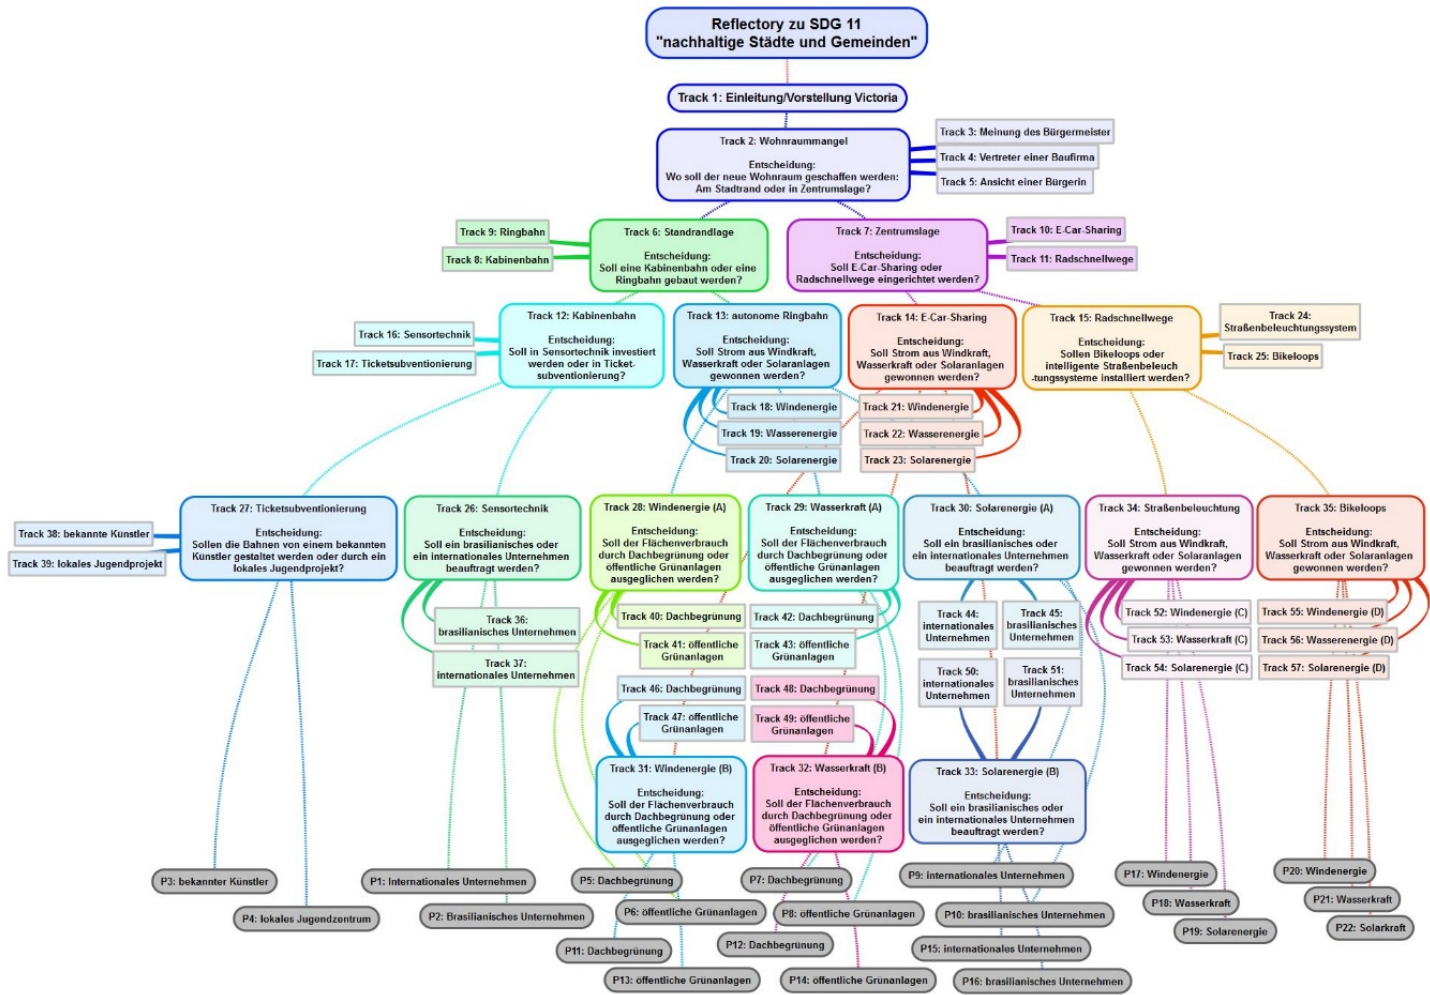 Reflectory zu SDG 11
"nachhaltige Städte und Gemeinden"
Track 1: Einleitung/Vorstellung Victoria
Track 2: Wohnraummangel
Entscheidung:
Wo soll der neue Wohnraum geschaffen werden:
Am Stadtrand oder in Zentrumslage?
Track 3: Meinung des Bürgermeister
Track 4: Vertreter einer Baufirma
Track 5: Ansicht einer Bürgerin
Track 9: Ringbahn
Track 8: Kabinenbahn
Track 6: Standrandlage
Entscheidung:
Soll eine Kabinenbahn oder eine
Ringbahn gebaut werden?
Track 7: Zentrumslage
Entscheidung:
Soll E-Car-Sharing oder
Radschnellwege eingerichtet werden?
Track 10: E-Car-Sharing
Track 11: Radschnellwege
Track 16: Sensortechnik
Track 17: Ticketsubventionierung
Track 12: Kabinenbahn
Entscheidung:
Soll in Sensortechnik investiert
werden oder in Ticket-
subventionierung?
Track 13: autonome Ringbahn
Entscheidung:
Soll Strom aus Windkraft,
Wasserkraft oder Solaranlagen
gewonnen werden?
Track 14: E-Car-Sharing
Entscheidung:
Soll Strom aus Windkraft,
Wasserkraft oder Solaranlagen
gewonnen werden?
Track 15: Radschnellwege
Entscheidung:
Sollen Bikeloops oder
intelligente Straßenbeleuch
-tungssysteme installiert werden?
Track 24:
Straßenbeleuchtungssystem
Track 25: Bikeloops
Track 18: Windenergie
Track 19: Wasserenergie
Track 20: Solarenergie
Track 21: Windenergie
Track 22: Wasserenergie
Track 23: Solarenergie
Track 38: bekannte Künstler
Track 39: lokales Jugendprojekt
Track 27: Ticketsubventionierung
Entscheidung:
Sollen die Bahnen von einem bekannten
Künstler gestaltet werden oder durch ein
lokales Jugendprojekt?
Track 26: Sensortechnik
Entscheidung:
Soll ein brasilianisches oder
ein internationales Unternehmen
beauftragt werden?
Track 28: Windenergie (A)
Entscheidung:
Soll der Flächenverbrauch
durch Dachbegrünung oder
öffentliche Grünanlagen
ausgeglichen werden?
Track 29: Wasserkraft (A)
Entscheidung:
Soll der Flächenverbrauch
durch Dachbegrünung oder
öffentliche Grünanlagen
ausgeglichen werden?
Track 30: Solarenergie (A)
Entscheidung:
Soll ein brasilianisches oder
ein internationales Unternehmen
beauftragt werden?
Track 34: Straßenbeleuchtung
Entscheidung:
Soll Strom aus Windkraft,
Wasserkraft oder Solaranlagen
gewonnen werden?
Track 35: Bikeloops
Entscheidung:
Soll Strom aus Windkraft,
Wasserkraft oder Solaranlagen
gewonnen werden?
Track 36:
brasilianisches
Unternehmen
Track 37:
internationales
Unternehmen
Track 40: Dachbegrünung
Track 41: öffentliche
Grünanlagen
Track 42: Dachbegrünung
Track 43: öffentliche
Grünanlagen
Track 44:
internationales
Unternehmen
Track 45:
brasilianisches
Unternehmen
Track 52: Windenergie (C)
Track 53: Wasserkraft (C)
Track 54: Solarenergie (C)
Track 55: Windenergie (D)
Track 56: Wasserenergie (D)
Track 57: Solarenergie (D)
Track 46: Dachbegrünung
Track 47: öffentliche
Grünanlagen
Track 48: Dachbegrünung
Track 49: öffentliche
Grünanlagen
Track 50:
internationales
Unternehmen
Track 51:
brasilianisches
Unternehmen
Track 31: Windenergie (B)
Entscheidung:
Soll der Flächenverbrauch
durch Dachbegrünung oder
öffentliche Grünanlagen
ausgeglichen werden?
Track 32: Wasserkraft (B)
Entscheidung:
Soll der Flächenverbrauch
durch Dachbegrünung oder
öffentliche Grünanlagen
ausgeglichen werden?
Track 33: Solarenergie (B)
Entscheidung:
Soll ein brasilianisches oder
ein internationales Unternehmen
beauftragt werden?
P3: bekannter Künstler
P4: lokales Jugendzentrum
P1: Internationales Unternehmen
P2: Brasilianisches Unternehmen
P5: Dachbegrünung
P6: öffentliche Grünanlagen
P11: Dachbegrünung
P13: öffentliche Grünanlagen
P7: Dachbegrünung
P8: öffentliche Grünanlagen
P12: Dachbegrünung
P14: öffentliche Grünanlagen
P9: internationales Unternehmen
P10: brasilianisches Unternehmen
P15: internationales Unternehmen
P16: brasilianisches Unternehmen
P17: Windenergie
P18: Wasserkraft
P19: Solarenergie
P20: Windenergie
P21: Wasserkraft
P22: Solarkraft